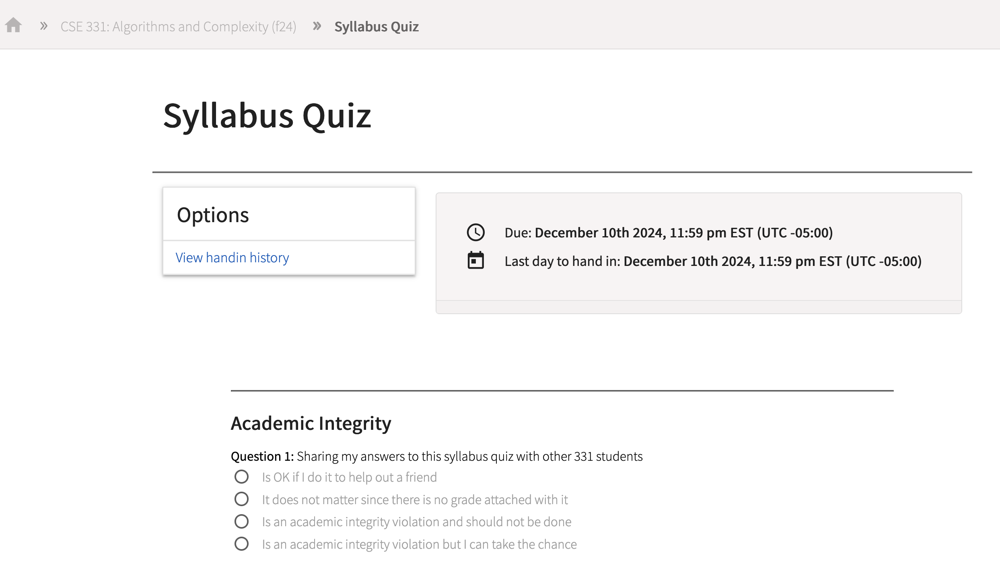 » CSE 331: Algorithms and Complexity (f24) » Syllabus Quiz
Syllabus Quiz
Options
View handin history
Due: December 10th 2024, 11:59 pm EST (UTC -05:00)
Last day to hand in: December 10th 2024, 11:59 pm EST (UTC -05:00)
Academic Integrity
Question 1: Sharing my answers to this syllabus quiz with other 331 students
Is OK if I do it to help out a friend
It does not matter since there is no grade attached with it
Is an academic integrity violation and should not be done
Is an academic integrity violation but I can take the chance